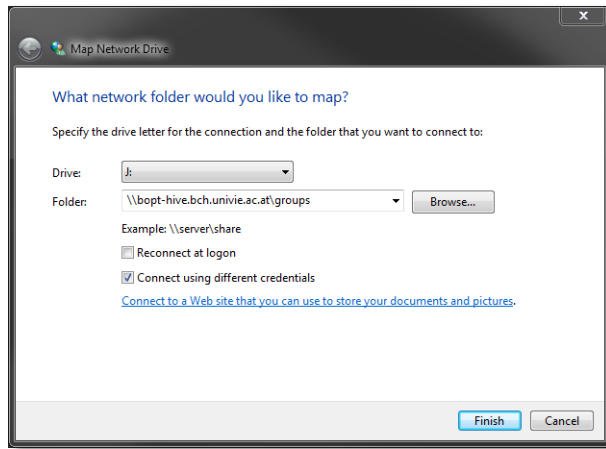 Map Network Drive
What network folder would you like to map?
Specify the drive letter for the connection and the folder that you want to connect to:
Drive: J:
Folder: \\bopt-hive.bch.univie.ac.at\groups Browse...
Example: \\server\share
Reconnect at logon
Connect using different credentials
Connect to a Web site that you can use to store your documents and pictures.
Finish Cancel